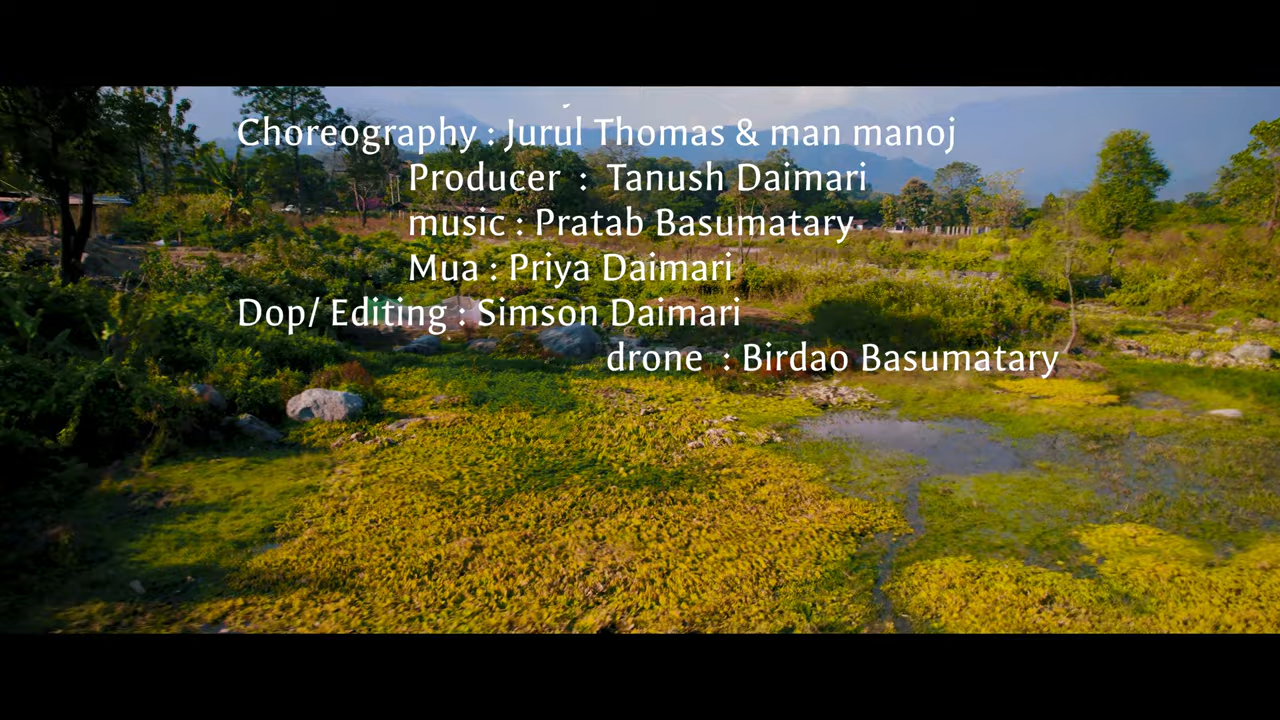 Choreography : Jurul Thomas & man manoj
Producer : Tanush Daimari
music : Pratab Basumatary
Mua : Priya Daimari
Dop/ Editing : Simson Daimari
drone : Birdao Basumatary